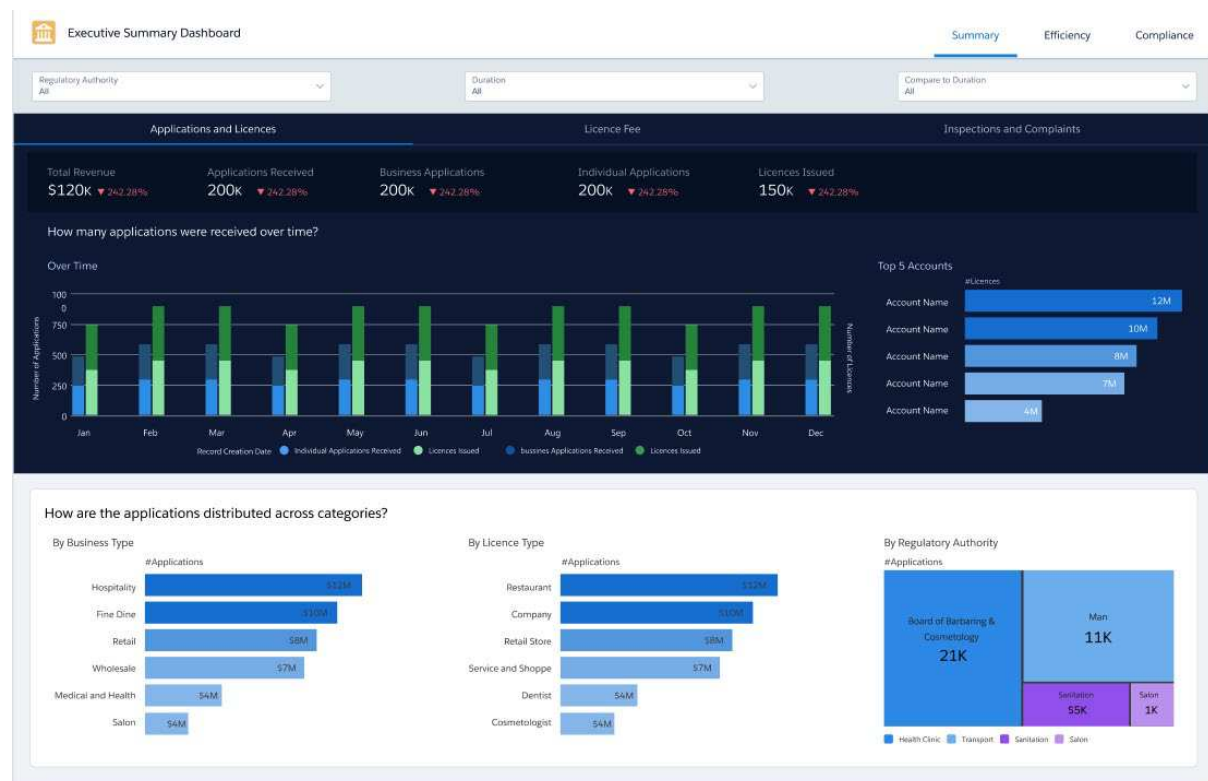 Executive Summary Dashboard
Summary Efficiency Compliance
Regulatory Authority
All
Duration
All
Compare to Duration
All
Applications and Licences Licence Fee Inspections and Complaints
Total Revenue
$120K ▼ 242.28%
Applications Received
200K ▼ 242.28%
Business Applications
200K ▼ 242.28%
Individual Applications
200K ▼ 242.28%
Licences Issued
150K ▼ 242.28%
How many applications were received over time?
Over Time
Number of Applications
100
0
750
500
250
0
Jan Feb Mar Apr May Jun Jul Aug Sep Oct Nov Dec
Number of Licences
Record Creation Date Individual Applications Received Licences Issued bussines Applications Received Licences Issued
Top 5 Accounts
#Licences
Account Name 12M
Account Name 10M
Account Name 8M
Account Name 7M
Account Name 4M
How are the applications distributed across categories?
By Business Type
#Applications
Hospitality $12M
Fine Dine $10M
Retail $8M
Wholesale $7M
Medical and Health $4M
Salon $4M
By Licence Type
#Applications
Restaurant $12M
Company $10M
Retail Store $8M
Service and Shoppe $7M
Dentist $4M
Cosmetologist $4M
By Regulatory Authority
#Applications
Board of Barbaring &
Cosmetology
21K
Man
11K
Sanitation
55K
Salon
1K
Health Clinic Transport Sanitation Salon